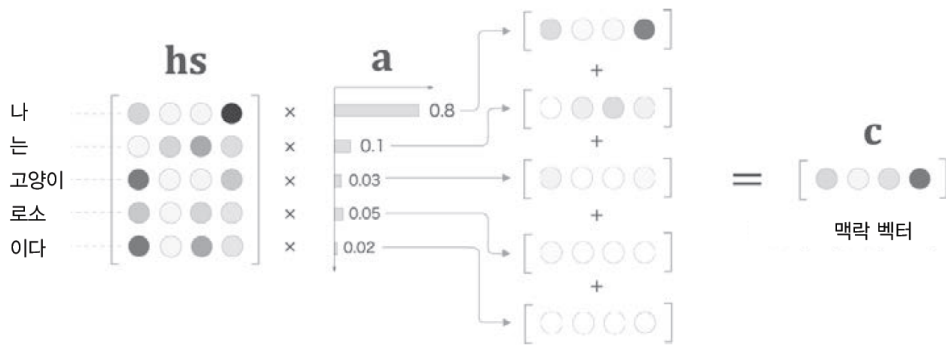 hs
a
나
는
고양이
로소
이다
×
×
×
×
×
0.8
0.1
0.03
0.05
0.02
+
+
+
+
=
c
맥락 벡터